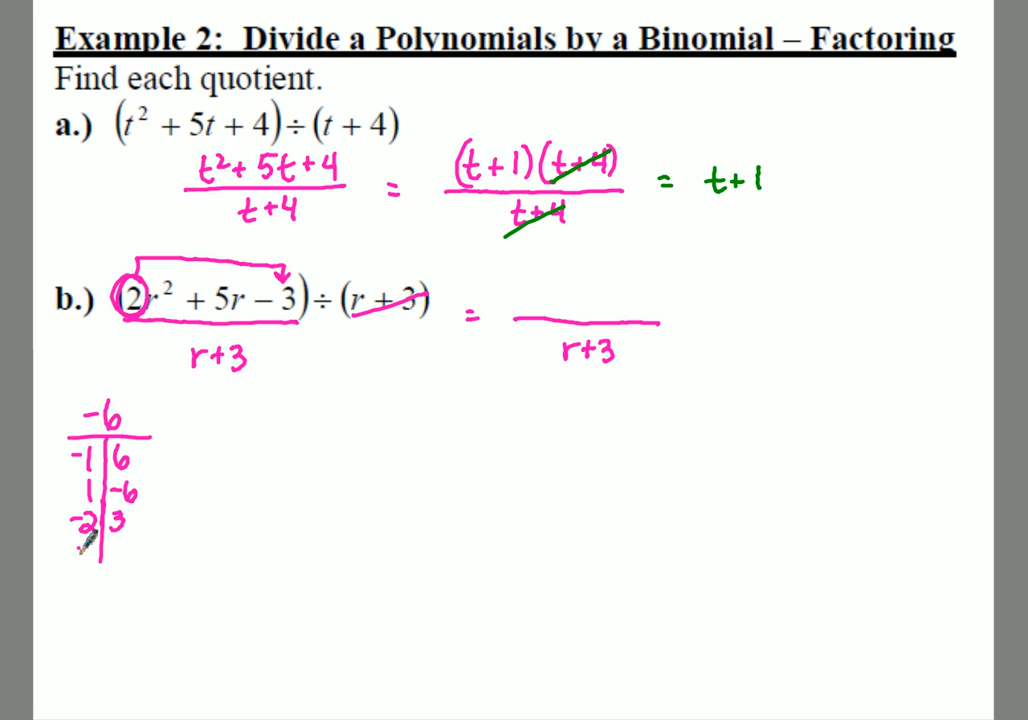 Example 2: Divide a Polynomials by a Binomial – Factoring
Find each quotient.
a.) (t² + 5t + 4) ÷ (t + 4)
t² + 5t + 4 / t + 4 = (t + 1)(t + 4) / t + 4 = t + 1
b.) (2r² + 5r − 3) ÷ (r + 3) =
r + 3
r + 3
-6
-1 | 6
1 | -6
-2 | 3